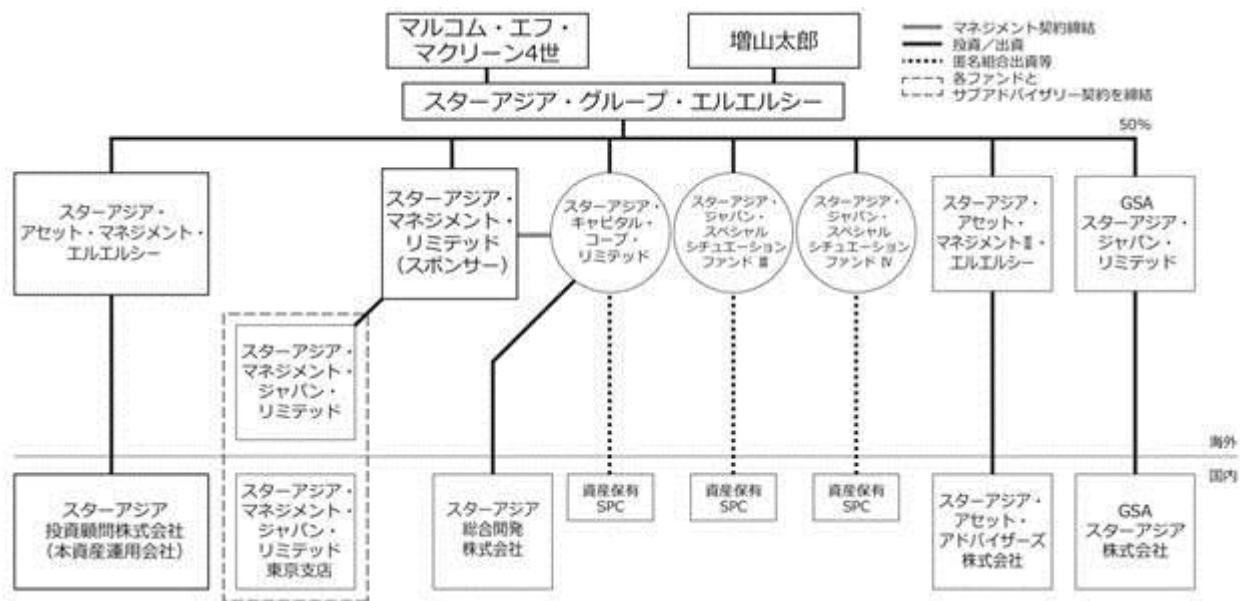 マルコム・エフ・
マクリーン4世
増山太郎
マネジメント契約締結
投資／出資
匿名組合出資等
各ファンドと
サブアドバイザリー契約を締結
スターアジア・グループ・エルエルシー
50%
スターアジア・
アセット・マネジメント・
エルエルシー
スターアジア・
マネジメント・
リミテッド
（スポンサー）
スターアジア・
キャピタル・
コープ・
リミテッド
スターアジア・
ジャパン・
スペシャル
シチュエーション
ファンド Ⅲ
スターアジア・
ジャパン・
スペシャル
シチュエーション
ファンド Ⅳ
スターアジア・
アセット・
マネジメントⅡ・
エルエルシー
GSA
スターアジア・
ジャパン・
リミテッド
スターアジア・
マネジメント・
ジャパン・
リミテッド
海外
国内
スターアジア
投資顧問株式会社
（本資産運用会社）
スターアジア・
マネジメント・
ジャパン・
リミテッド
東京支店
スターアジア
総合開発
株式会社
資産保有
SPC
資産保有
SPC
資産保有
SPC
スターアジア・
アセット・
アドバイザーズ
株式会社
GSA
スターアジア
株式会社